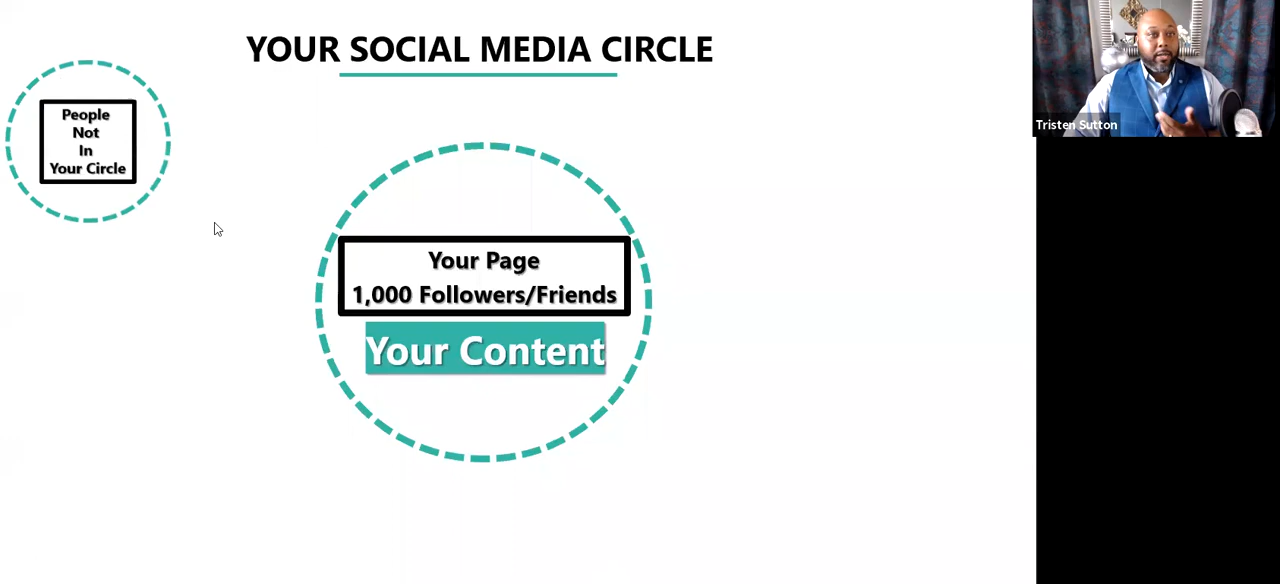 YOUR SOCIAL MEDIA CIRCLE
People
Not
In
Your Circle
Your Page
1,000 Followers/Friends
Your Content
Tristen Sutton